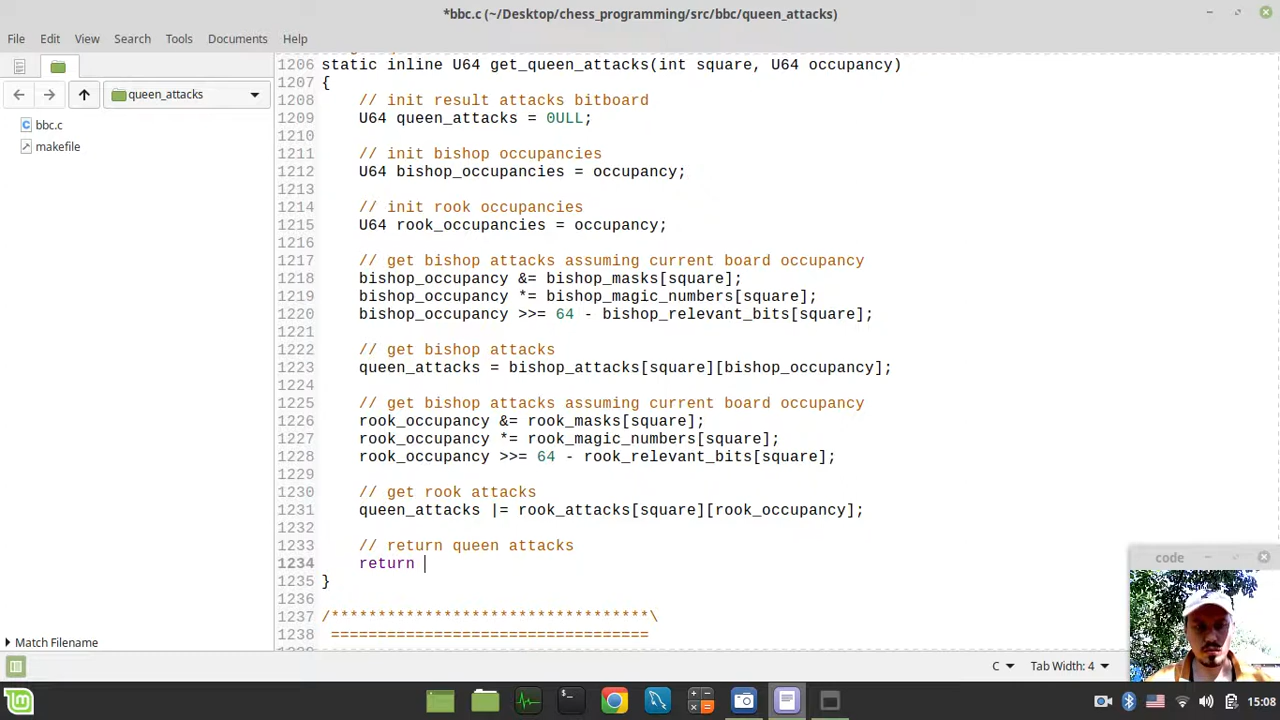 *bbc.c (~/Desktop/chess_programming/src/bbc/queen_attacks)
File Edit View Search Tools Documents Help
queen_attacks
bbc.c
makefile
1206 static inline U64 get_queen_attacks(int square, U64 occupancy)
1207 {
1208 // init result attacks bitboard
1209 U64 queen_attacks = 0ULL;
1210
1211 // init bishop occupancies
1212 U64 bishop_occupancies = occupancy;
1213
1214 // init rook occupancies
1215 U64 rook_occupancies = occupancy;
1216
1217 // get bishop attacks assuming current board occupancy
1218 bishop_occupancy &= bishop_masks[square];
1219 bishop_occupancy *= bishop_magic_numbers[square];
1220 bishop_occupancy >>= 64 - bishop_relevant_bits[square];
1221
1222 // get bishop attacks
1223 queen_attacks = bishop_attacks[square][bishop_occupancy];
1224
1225 // get bishop attacks assuming current board occupancy
1226 rook_occupancy &= rook_masks[square];
1227 rook_occupancy *= rook_magic_numbers[square];
1228 rook_occupancy >>= 64 - rook_relevant_bits[square];
1229
1230 // get rook attacks
1231 queen_attacks |= rook_attacks[square][rook_occupancy];
1232
1233 // return queen attacks
1234 return
1235 }
1236
1237 /**********************************\
1238 ==================================
Match Filename
code
C Tab Width: 4
15:08